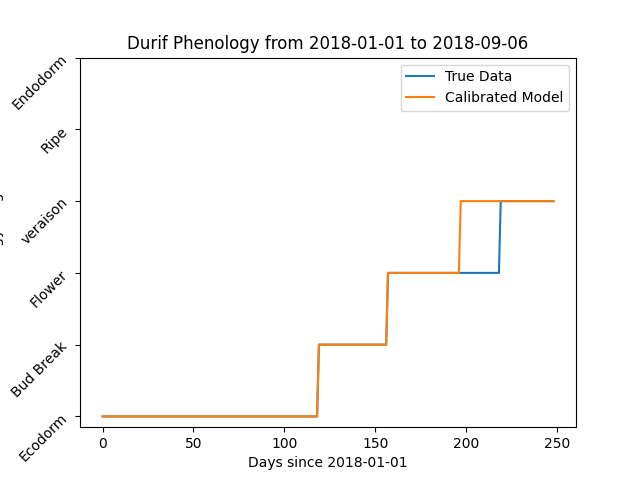 Durif Phenology from 2018-01-01 to 2018-09-06
True Data
Calibrated Model
Endodorm
Ripe
veraison
Flower
Bud Break
Ecodorm
0 50 100 150 200 250
Days since 2018-01-01